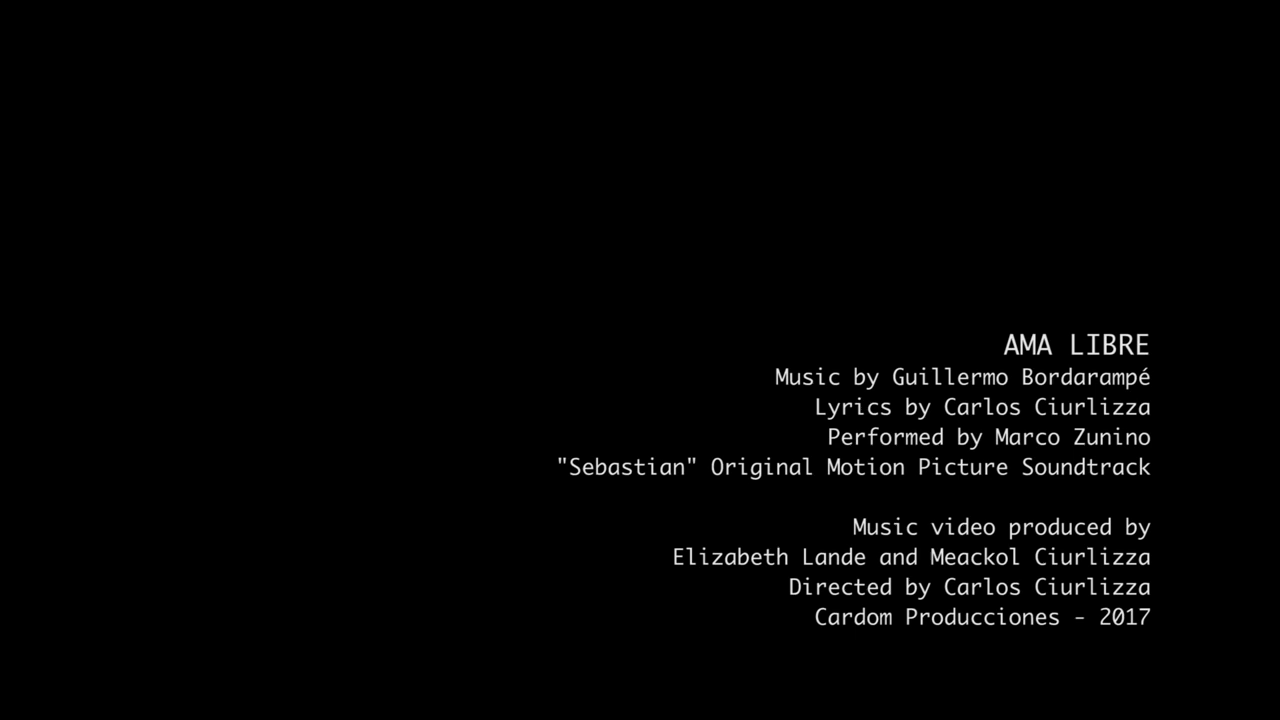 AMA LIBRE
Music by Guillermo Bordarampé
Lyrics by Carlos Ciurlizza
Performed by Marco Zunino
"Sebastian" Original Motion Picture Soundtrack
Music video produced by
Elizabeth Lande and Meackol Ciurlizza
Directed by Carlos Ciurlizza
Cardom Producciones - 2017